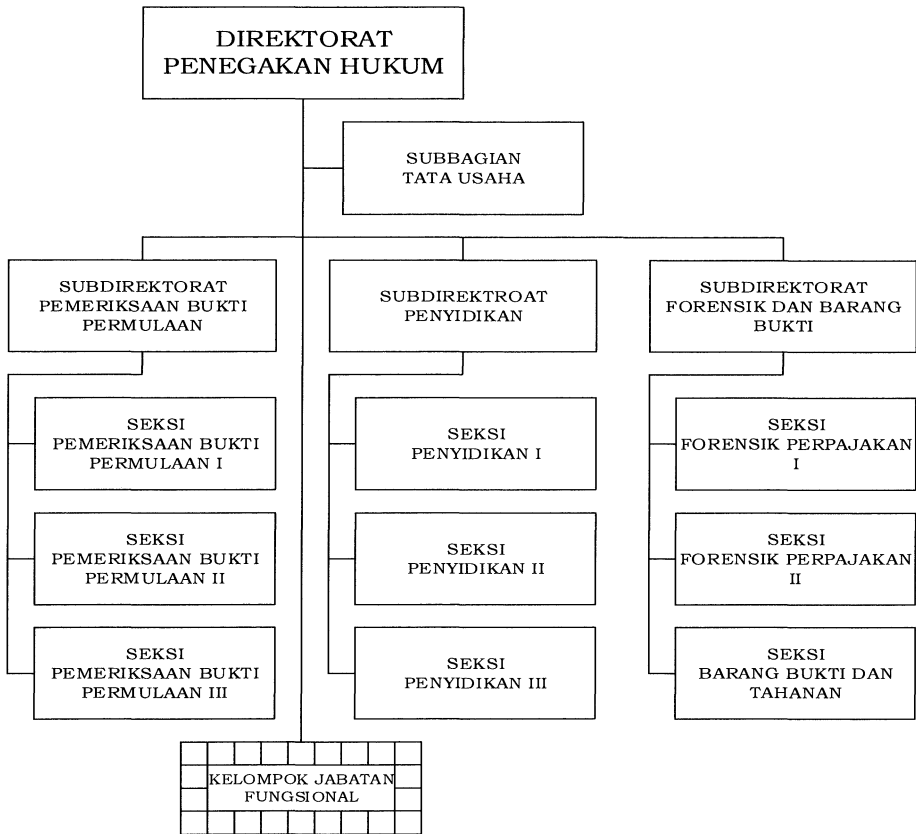 DIREKTORAT
PENEGAKAN HUKUM
SUBBAGIAN
TATA USAHA
SUBDIREKTORAT
PEMERIKSAAN BUKTI
PERMULAAN
SUBDIREKTROAT
PENYIDIKAN
SUBDIREKTORAT
FORENSIK DAN BARANG
BUKTI
SEKSI
PEMERIKSAAN BUKTI
PERMULAAN I
SEKSI
PENYIDIKAN I
SEKSI
FORENSIK PERPAJAKAN
I
SEKSI
PEMERIKSAAN BUKTI
PERMULAAN II
SEKSI
PENYIDIKAN II
SEKSI
FORENSIK PERPAJAKAN
II
SEKSI
PEMERIKSAAN BUKTI
PERMULAAN III
SEKSI
PENYIDIKAN III
SEKSI
BARANG BUKTI DAN
TAHANAN
KELOMPOK JABATAN
FUNGSIONAL